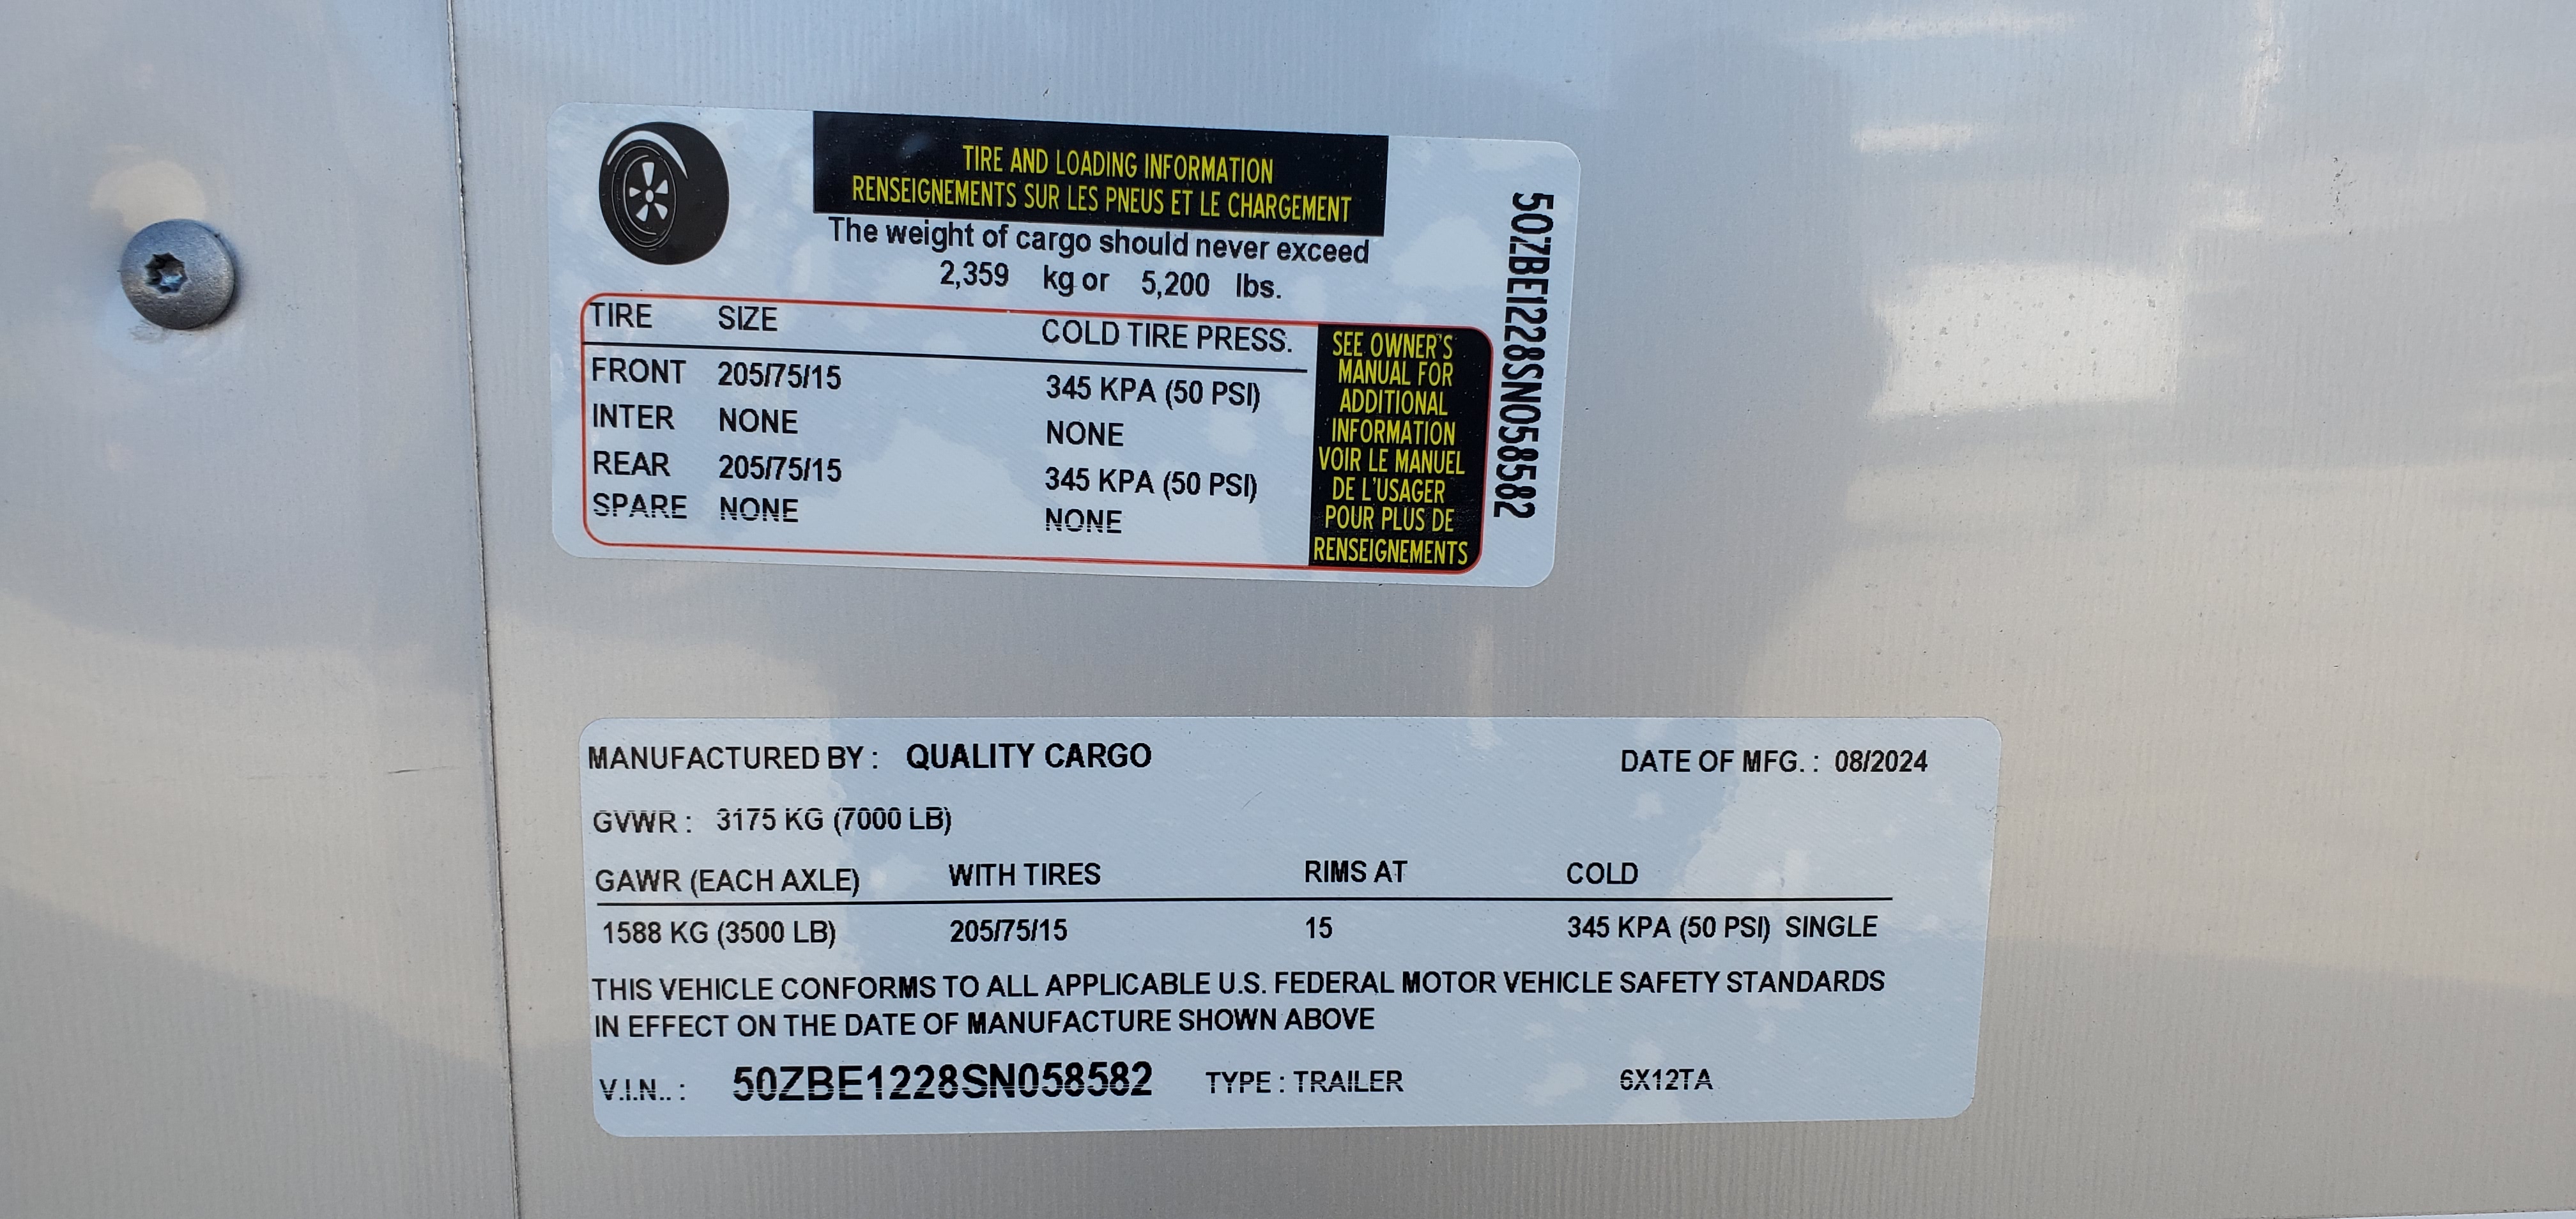 TIRE AND LOADING INFORMATION
RENSEIGNEMENTS SUR LES PNEUS ET LE CHARGEMENT
The weight of cargo should never exceed
2,359 kg or 5,200 lbs.
TIRE SIZE COLD TIRE PRESS.
FRONT 205/75/15 345 KPA (50 PSI)
INTER NONE NONE
REAR 205/75/15 345 KPA (50 PSI)
SPARE NONE NONE
SEE OWNER'S
MANUAL FOR
ADDITIONAL
INFORMATION
VOIR LE MANUEL
DE L'USAGER
POUR PLUS DE
RENSEIGNEMENTS
50ZBE1228SN058582
MANUFACTURED BY : QUALITY CARGO DATE OF MFG. : 08/2024
GVWR : 3175 KG (7000 LB)
GAWR (EACH AXLE) WITH TIRES RIMS AT COLD
1588 KG (3500 LB) 205/75/15 15 345 KPA (50 PSI) SINGLE
THIS VEHICLE CONFORMS TO ALL APPLICABLE U.S. FEDERAL MOTOR VEHICLE SAFETY STANDARDS
IN EFFECT ON THE DATE OF MANUFACTURE SHOWN ABOVE
V.I.N.. : 50ZBE1228SN058582 TYPE : TRAILER 6X12TA